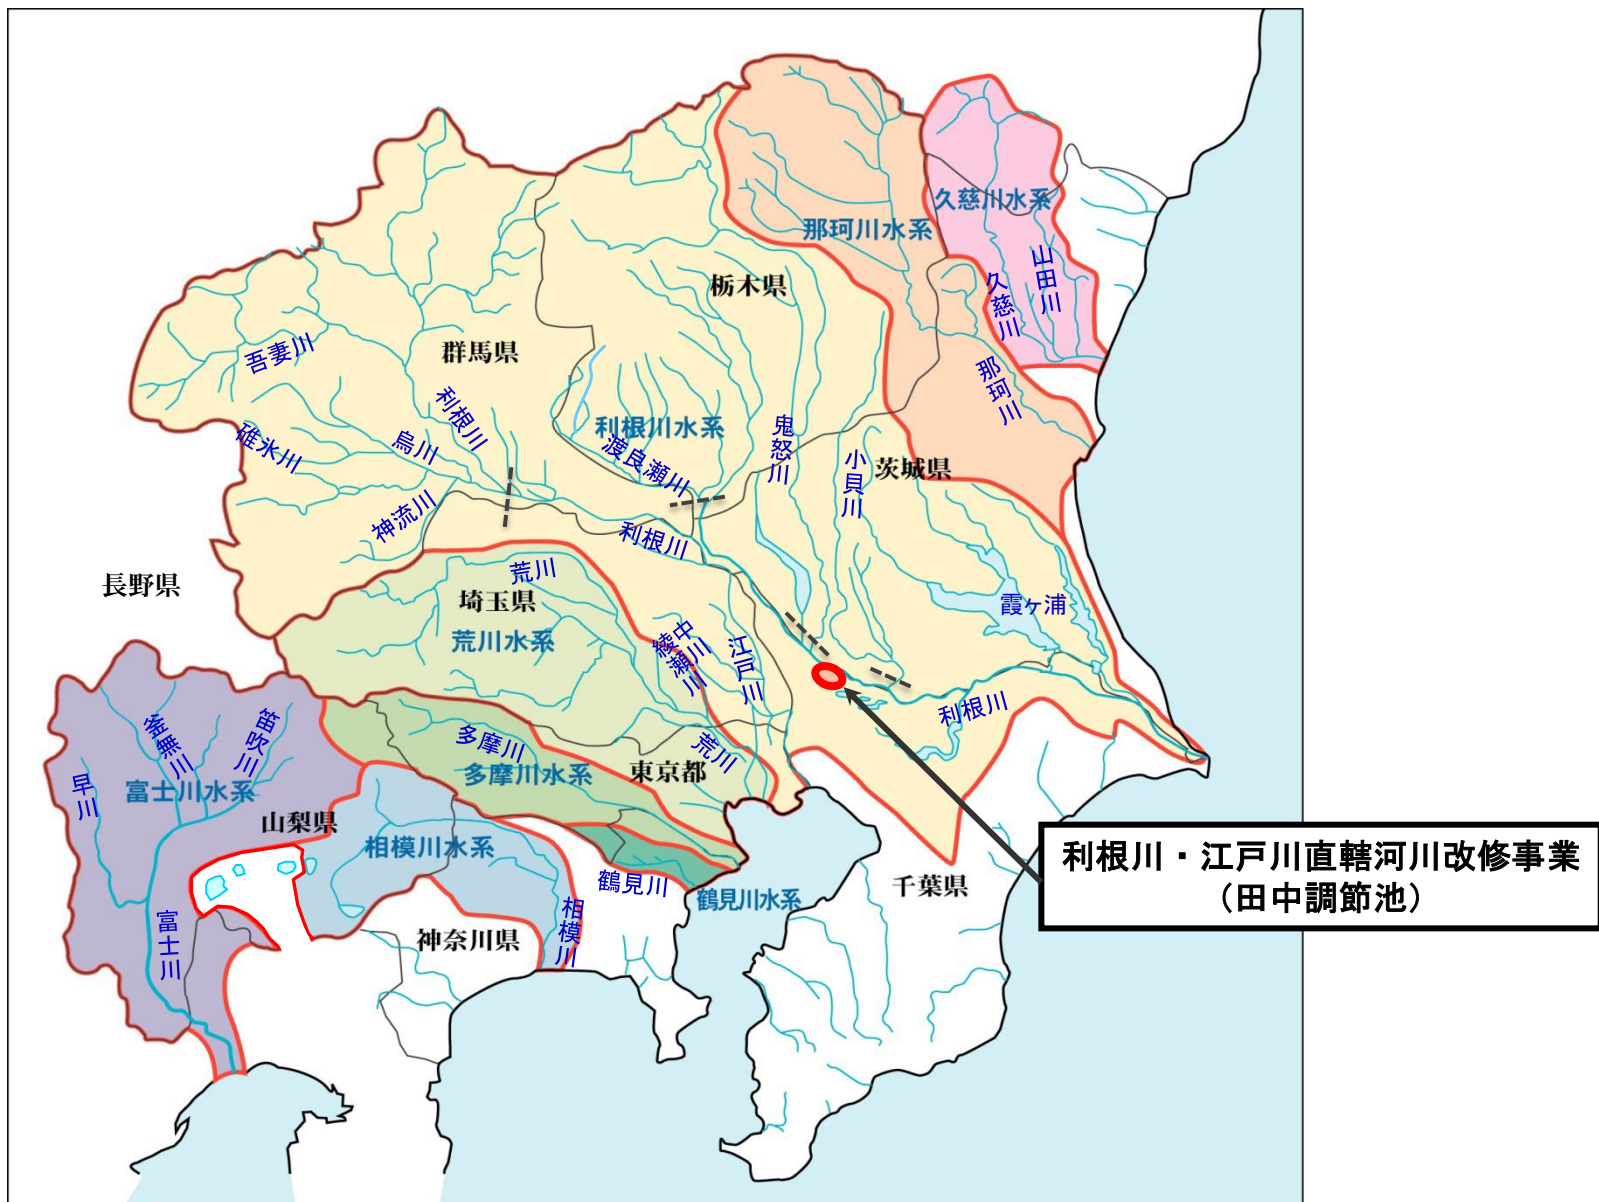 久慈川水系
那珂川水系
山田川
久慈川
栃木県
吾妻川
群馬県
那珂川
利根川
利根川水系
鬼怒川
碓氷川
烏川
渡良瀬川
小貝川
茨城県
神流川
利根川
荒川
長野県
埼玉県
霞ヶ浦
荒川水系
綾瀬川
中川
江戸川
利根川
釜無川
笛吹川
多摩川
荒川
早川
富士川水系
多摩川水系
東京都
山梨県
相模川水系
利根川・江戸川直轄河川改修事業
（田中調節池）
鶴見川
千葉県
鶴見川水系
富士川
神奈川県
相模川